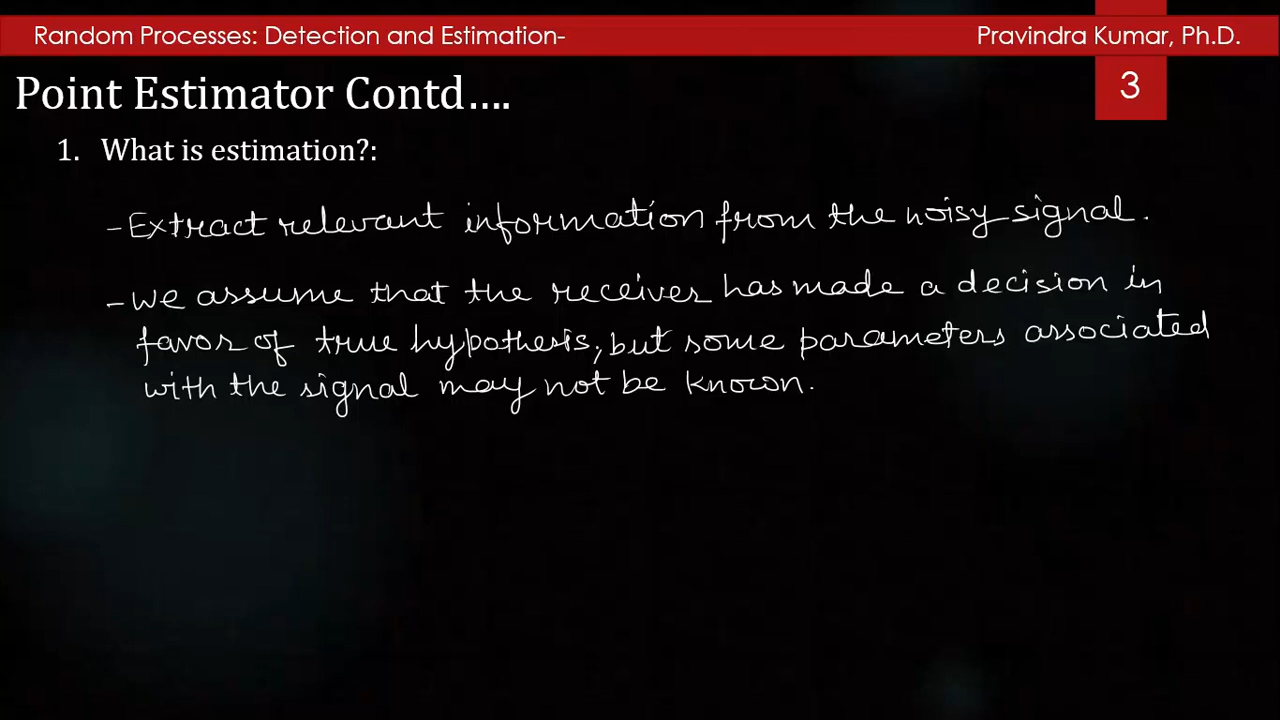 Random Processes: Detection and Estimation-
Pravindra Kumar, Ph.D.
Point Estimator Contd....
3
1. What is estimation?:
- Extract relevant information from the noisy signal.
- We assume that the receiver has made a decision in
favor of true hypothesis, but some parameters associated
with the signal may not be known.